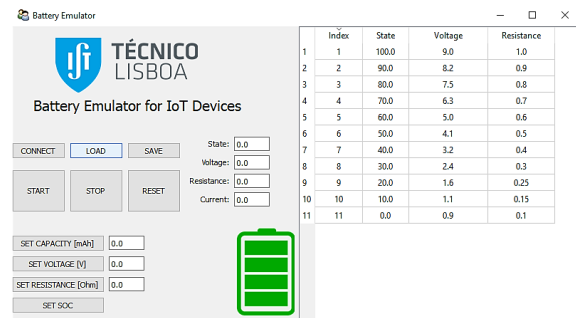 Battery Emulator
TÉCNICO
LISBOA
Battery Emulator for IoT Devices
CONNECT LOAD SAVE
START STOP RESET
State: 0.0
Voltage: 0.0
Resistance: 0.0
Current: 0.0
SET CAPACITY [mAh] 0.0
SET VOLTAGE [V] 0.0
SET RESISTANCE [Ohm] 0.0
SET SOC
Index State Voltage Resistance
1 1 100.0 9.0 1.0
2 2 90.0 8.2 0.9
3 3 80.0 7.5 0.8
4 4 70.0 6.3 0.7
5 5 60.0 5.0 0.6
6 6 50.0 4.1 0.5
7 7 40.0 3.2 0.4
8 8 30.0 2.4 0.3
9 9 20.0 1.6 0.25
10 10 10.0 1.1 0.15
11 11 0.0 0.9 0.1